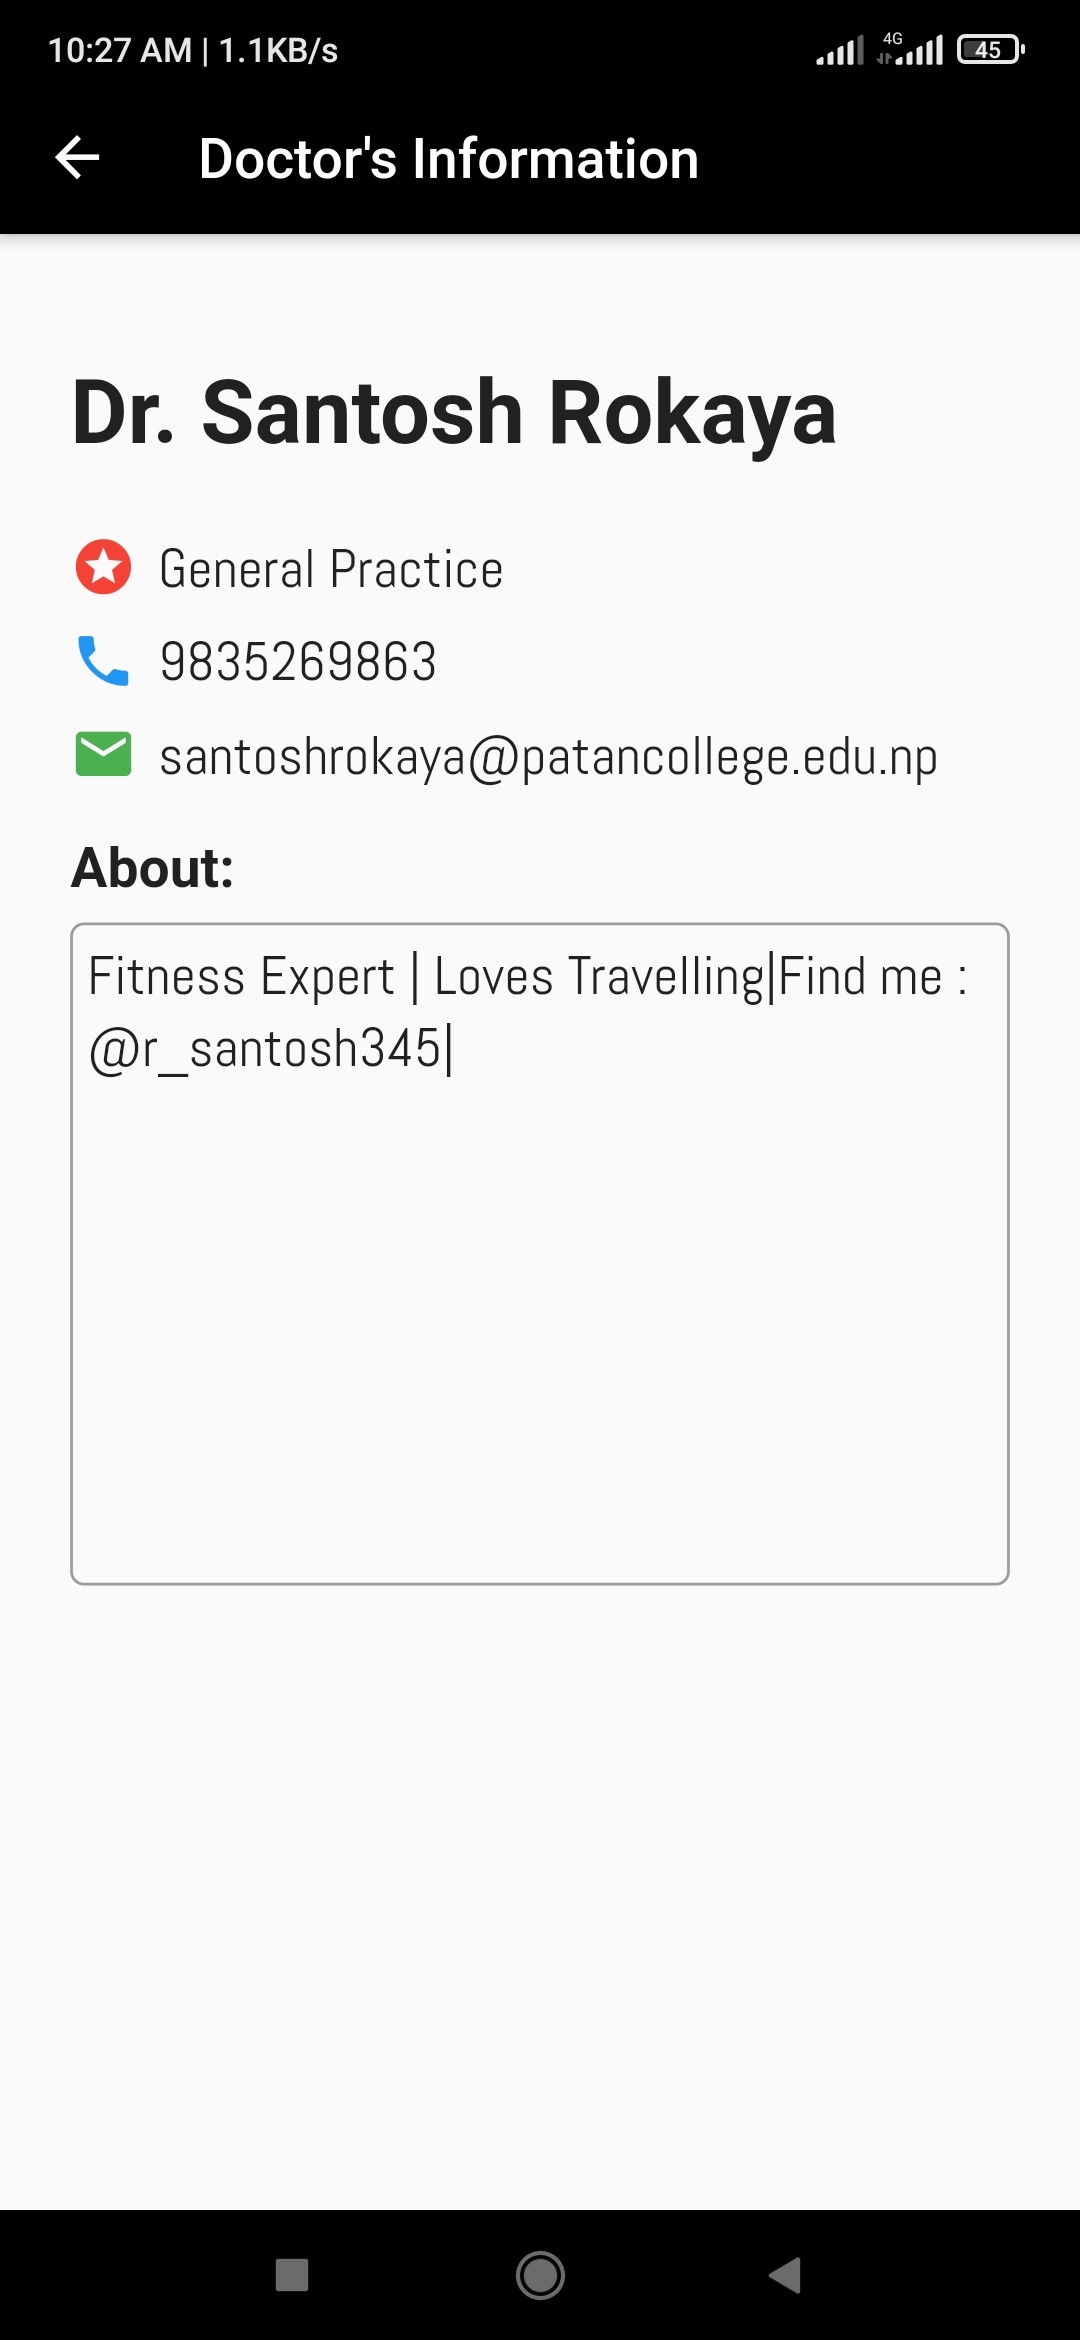 10:27 AM | 1.1KB/s 4G 45
Doctor's Information
Dr. Santosh Rokaya
General Practice
9835269863
santoshrokaya@patancollege.edu.np
About:
Fitness Expert | Loves Travelling|Find me :
@r_santosh345|